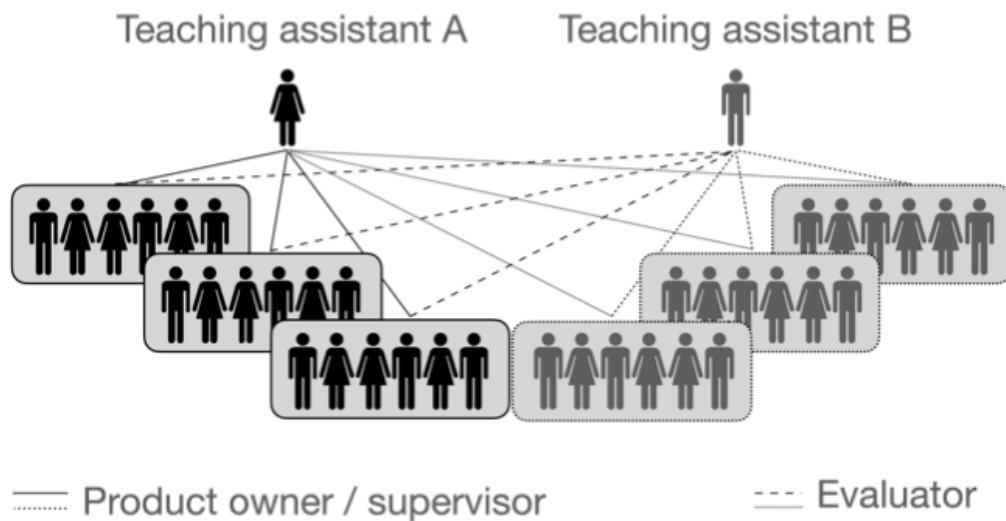 Teaching assistant A
Teaching assistant B
Product owner / supervisor
Evaluator